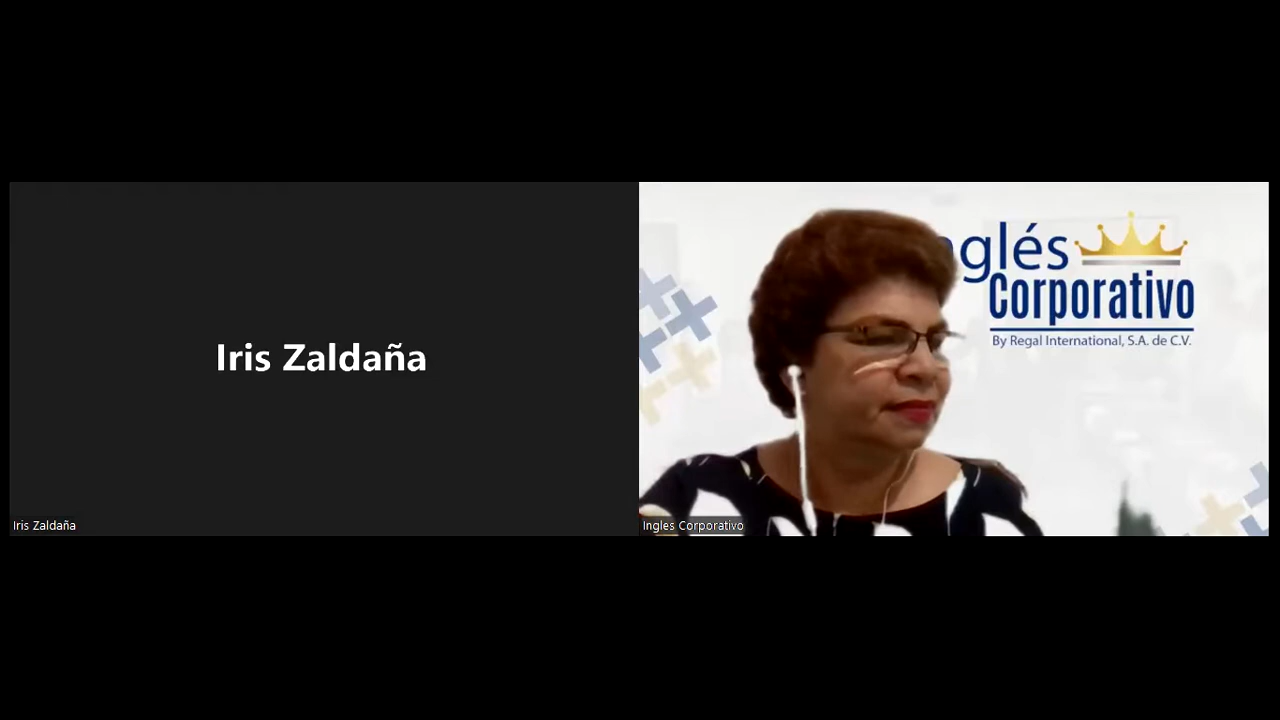 Iris Zaldaña
Iris Zaldaña
nglés
Corporativo
By Regal International, S.A. de C.V.
Ingles Corporativo